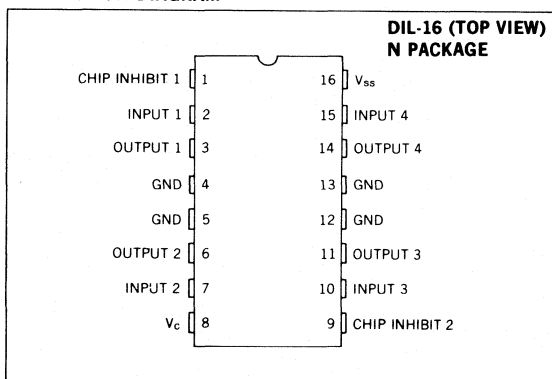 DIL-16 (TOP VIEW)
N PACKAGE
CHIP INHIBIT 1 1 16 Vss
INPUT 1 2 15 INPUT 4
OUTPUT 1 3 14 OUTPUT 4
GND 4 13 GND
GND 5 12 GND
OUTPUT 2 6 11 OUTPUT 3
INPUT 2 7 10 INPUT 3
Vc 8 9 CHIP INHIBIT 2